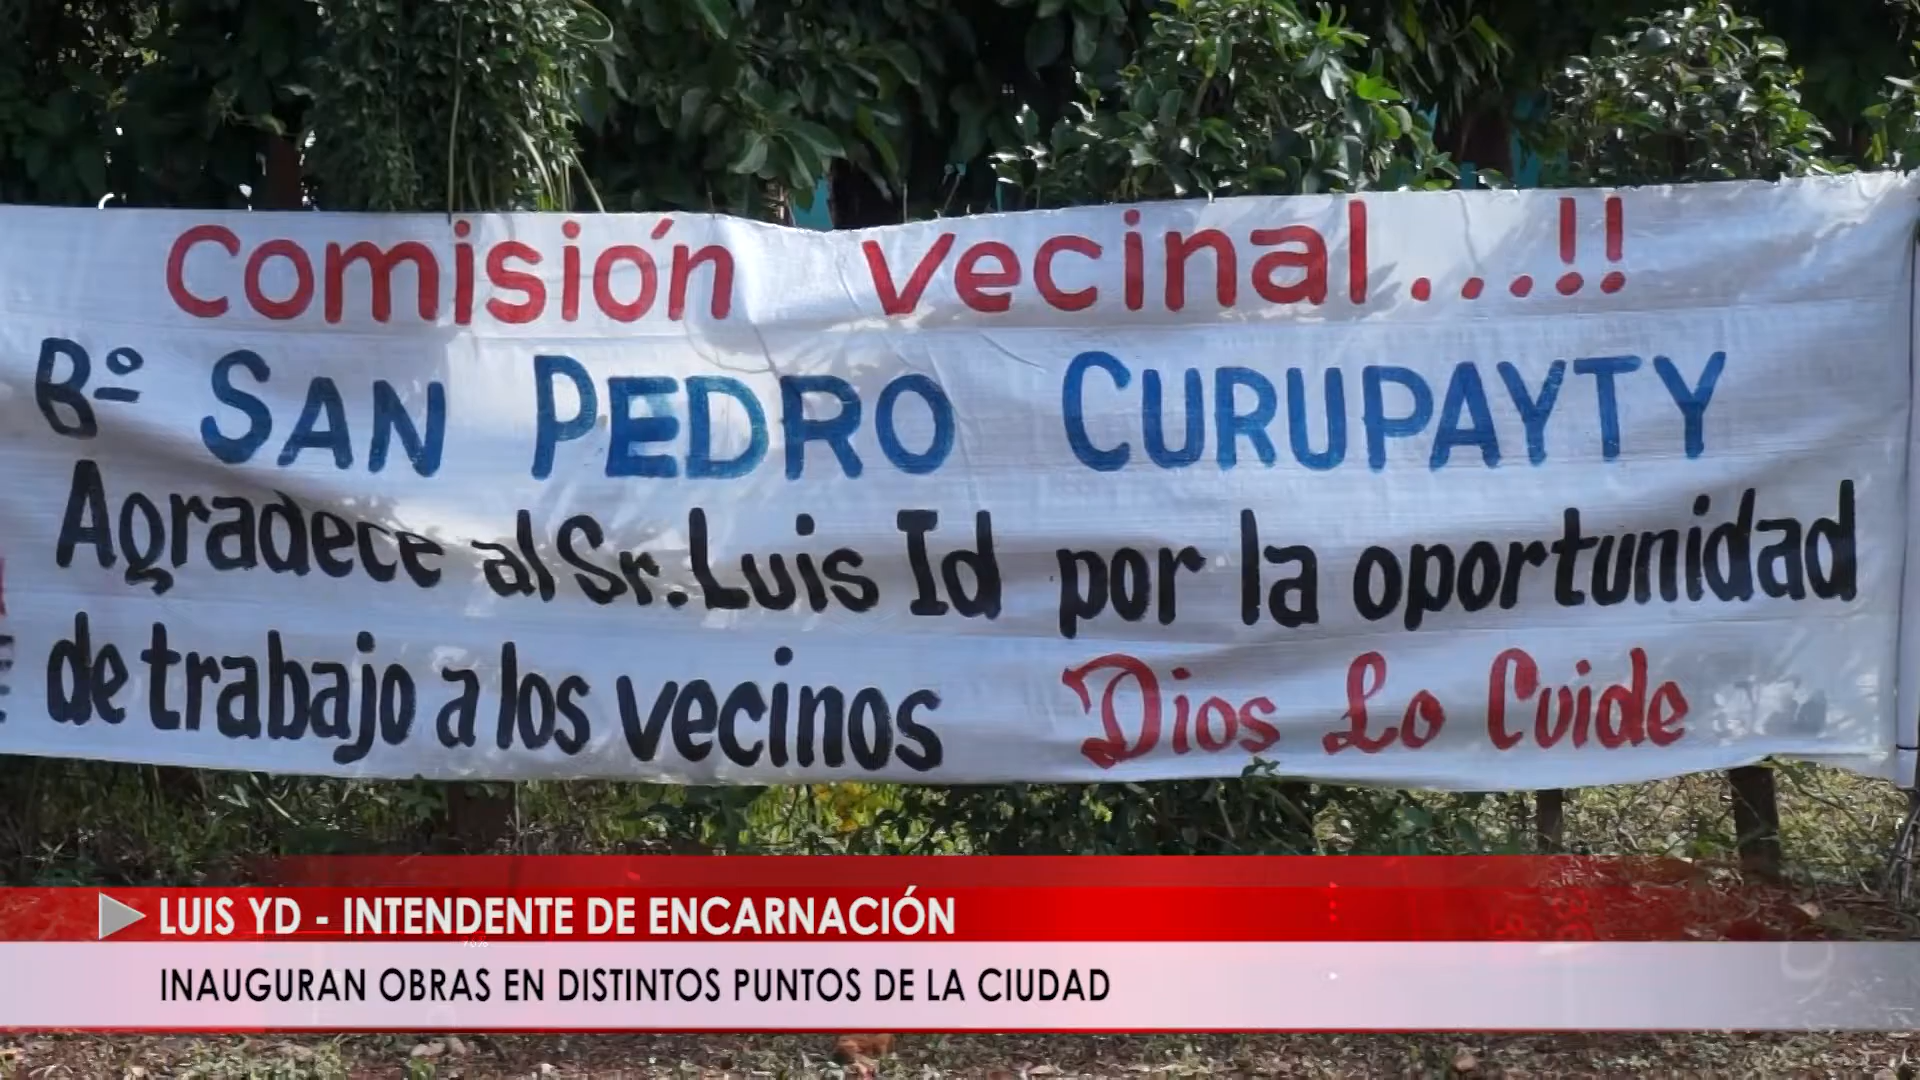 Comisión vecinal...!!
Bº SAN PEDRO CURUPAYTY
Agradece al Sr. Luis Id por la oportunidad
de trabajo a los vecinos Dios Lo Cuide
LUIS YD - INTENDENTE DE ENCARNACIÓN
INAUGURAN OBRAS EN DISTINTOS PUNTOS DE LA CIUDAD